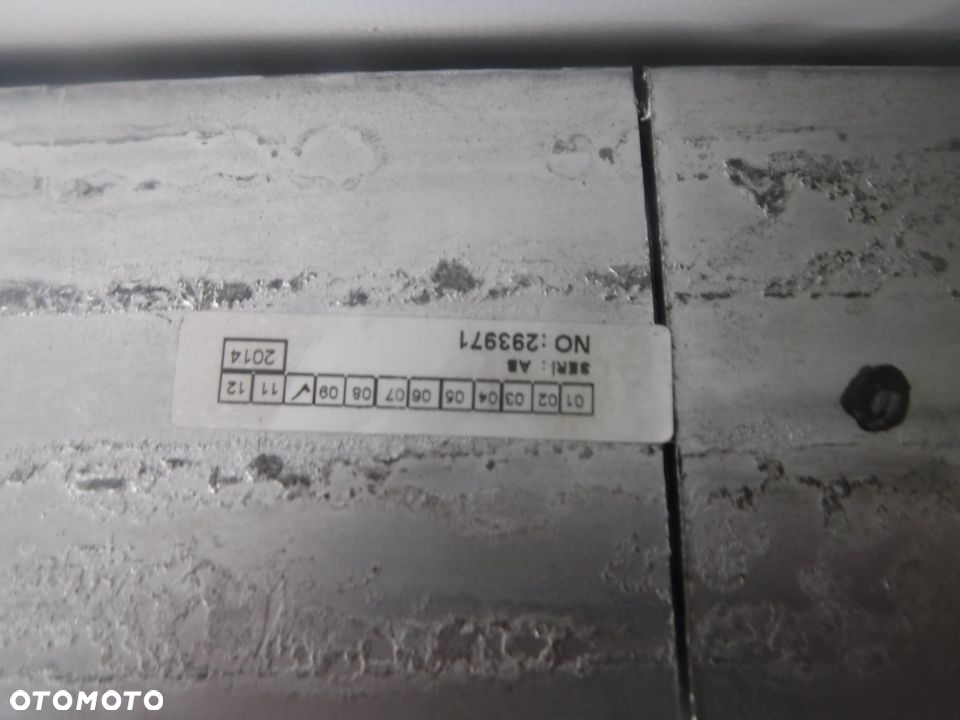 01 02 03 04 05 06 07 08 09 ✓ 11 12
SERİ : AB 2014
NO : 293971
OTOMOTO